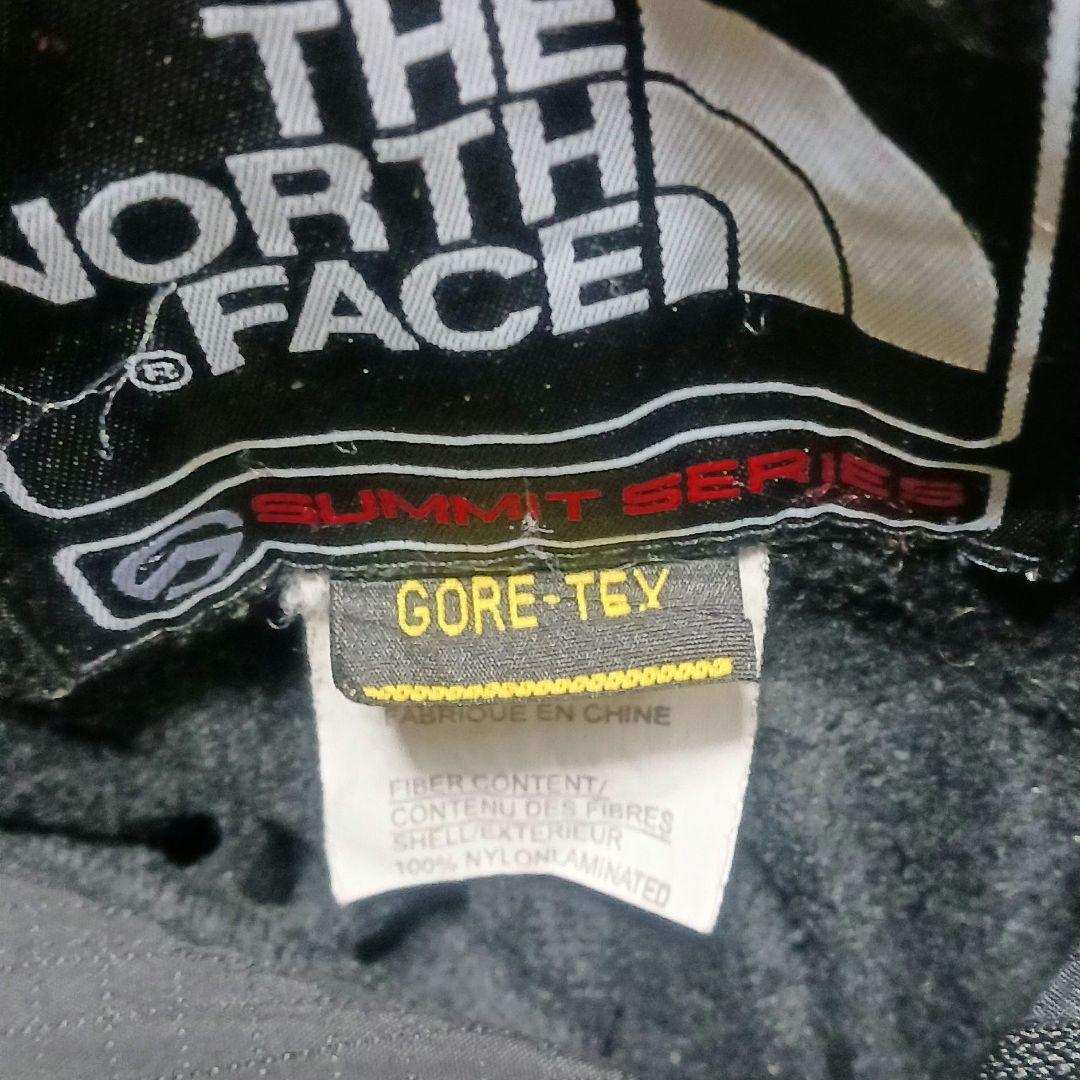 THE
NORTH
FACE
®
SUMMIT SERIES
GORE-TEX
FABRIQUE EN CHINE
FIBER CONTENT/
CONTENU DES FIBRES
SHELL/EXTERIEUR
100% NYLONLAMINATED